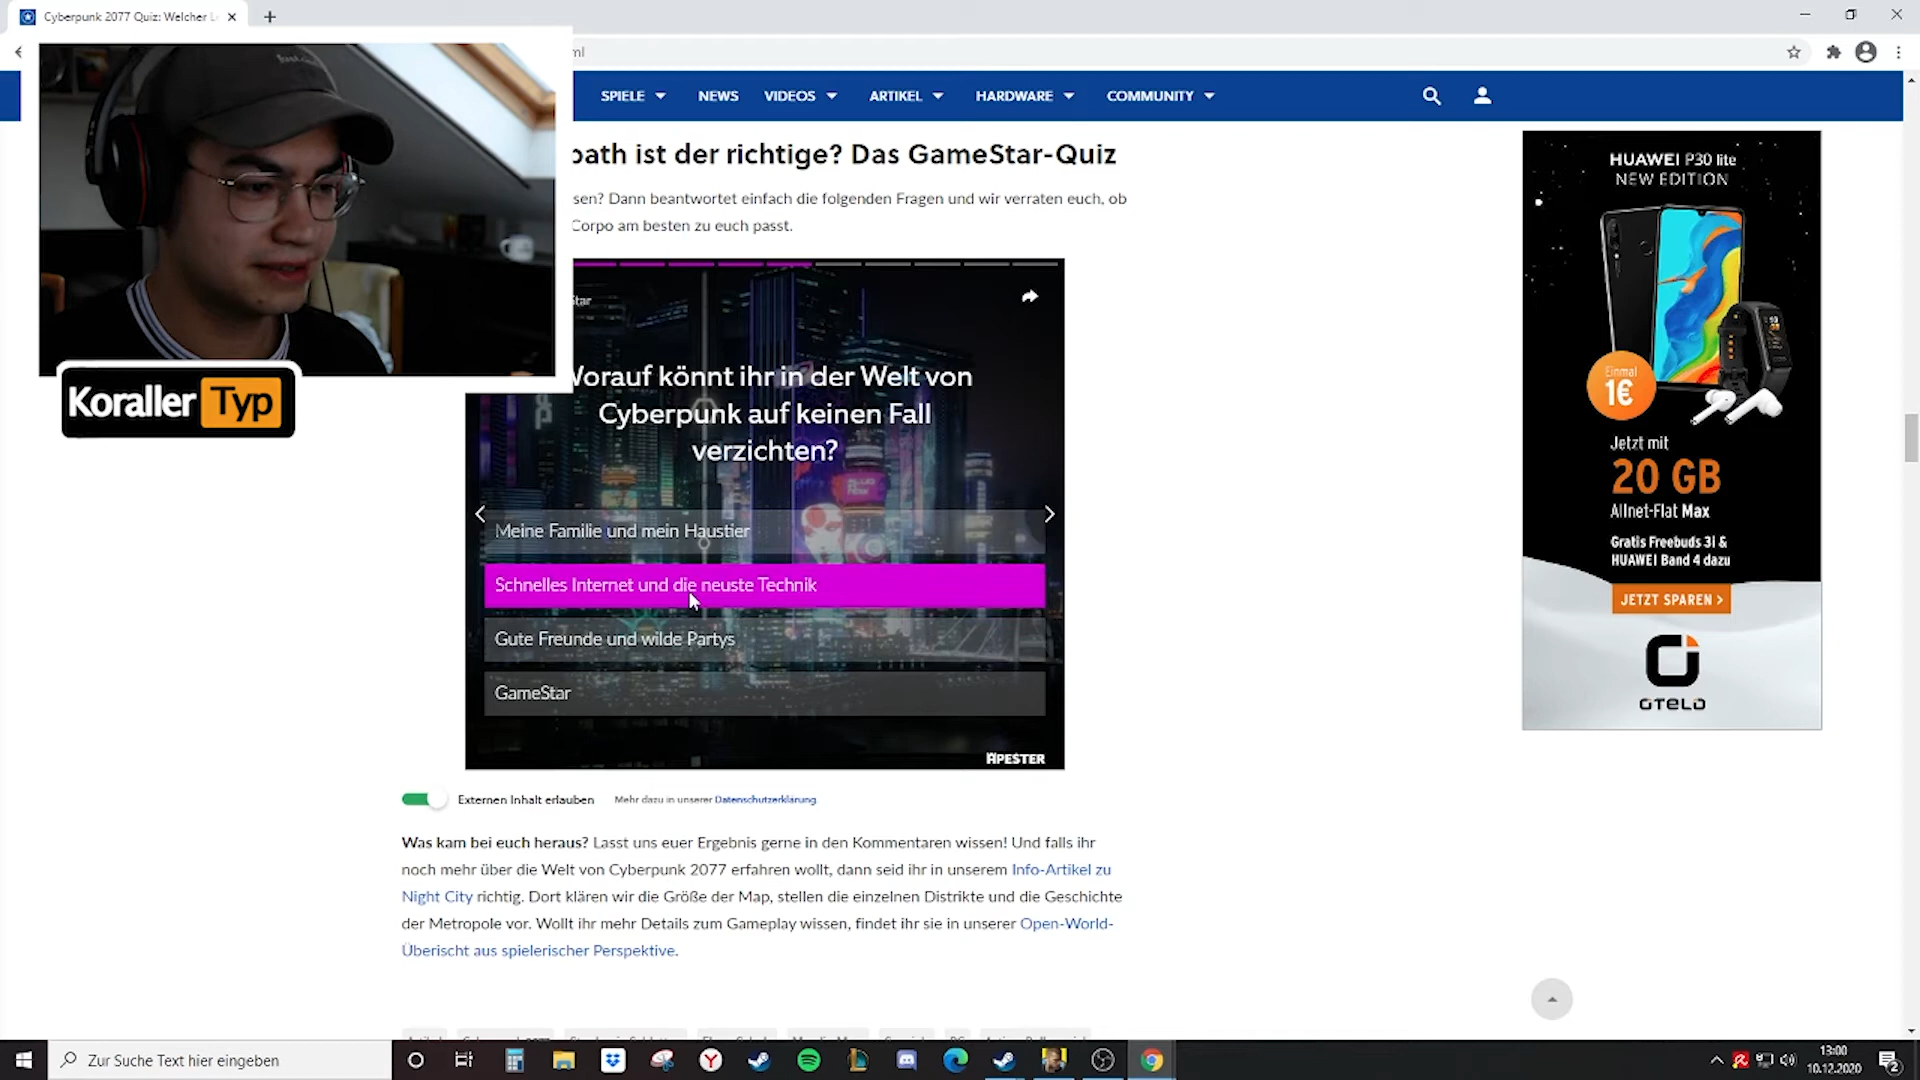 Cyberpunk 2077 Quiz: Welcher L
ml
SPIELE NEWS VIDEOS ARTIKEL HARDWARE COMMUNITY
path ist der richtige? Das GameStar-Quiz
sen? Dann beantwortet einfach die folgenden Fragen und wir verraten euch, ob
Corpo am besten zu euch passt.
Koraller Typ
Star
Worauf könnt ihr in der Welt von
Cyberpunk auf keinen Fall
verzichten?
Meine Familie und mein Haustier
Schnelles Internet und die neuste Technik
Gute Freunde und wilde Partys
GameStar
APESTER
Externen Inhalt erlauben Mehr dazu in unserer Datenschutzerklärung.
Was kam bei euch heraus? Lasst uns euer Ergebnis gerne in den Kommentaren wissen! Und falls ihr
noch mehr über die Welt von Cyberpunk 2077 erfahren wollt, dann seid ihr in unserem Info-Artikel zu
Night City richtig. Dort klären wir die Größe der Map, stellen die einzelnen Distrikte und die Geschichte
der Metropole vor. Wollt ihr mehr Details zum Gameplay wissen, findet ihr sie in unserer Open-World-
Überischt aus spielerischer Perspektive.
HUAWEI P30 lite
NEW EDITION
Einmal
1€
Jetzt mit
20 GB
Allnet-Flat Max
Gratis Freebuds 3i &
HUAWEI Band 4 dazu
JETZT SPAREN >
OTELO
Zur Suche Text hier eingeben
13:00
10.12.2020
2